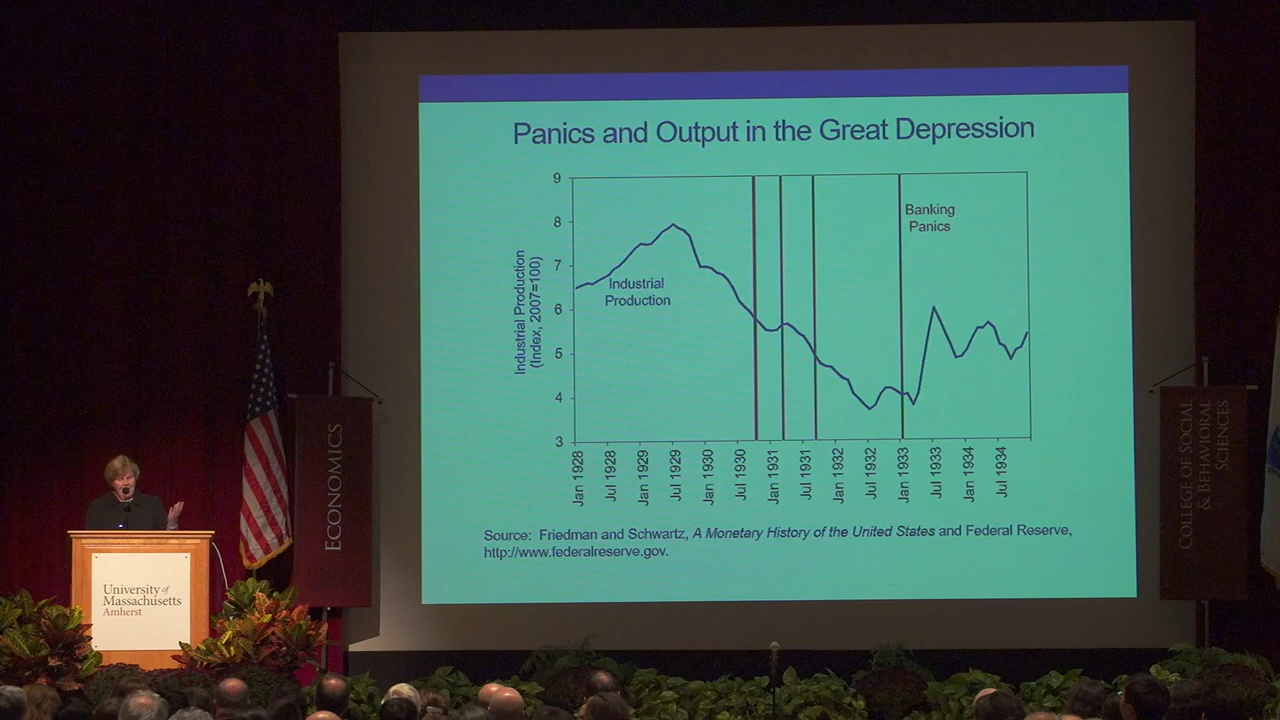 Panics and Output in the Great Depression
9
8
7
6
5
4
3
Industrial Production
(Index, 2007=100)
Industrial
Production
Banking
Panics
Jan 1928
Jul 1928
Jan 1929
Jul 1929
Jan 1930
Jul 1930
Jan 1931
Jul 1931
Jan 1932
Jul 1932
Jan 1933
Jul 1933
Jan 1934
Jul 1934
Source: Friedman and Schwartz, A Monetary History of the United States and Federal Reserve,
http://www.federalreserve.gov.
ECONOMICS
COLLEGE OF SOCIAL
& BEHAVIORAL
SCIENCES
University of
Massachusetts
Amherst